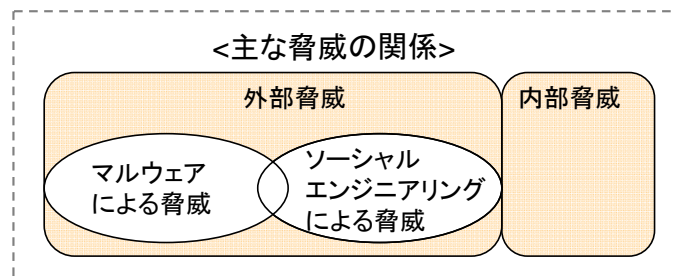 <主な脅威の関係>
外部脅威
内部脅威
マルウェア
による脅威
ソーシャル
エンジニアリング
による脅威